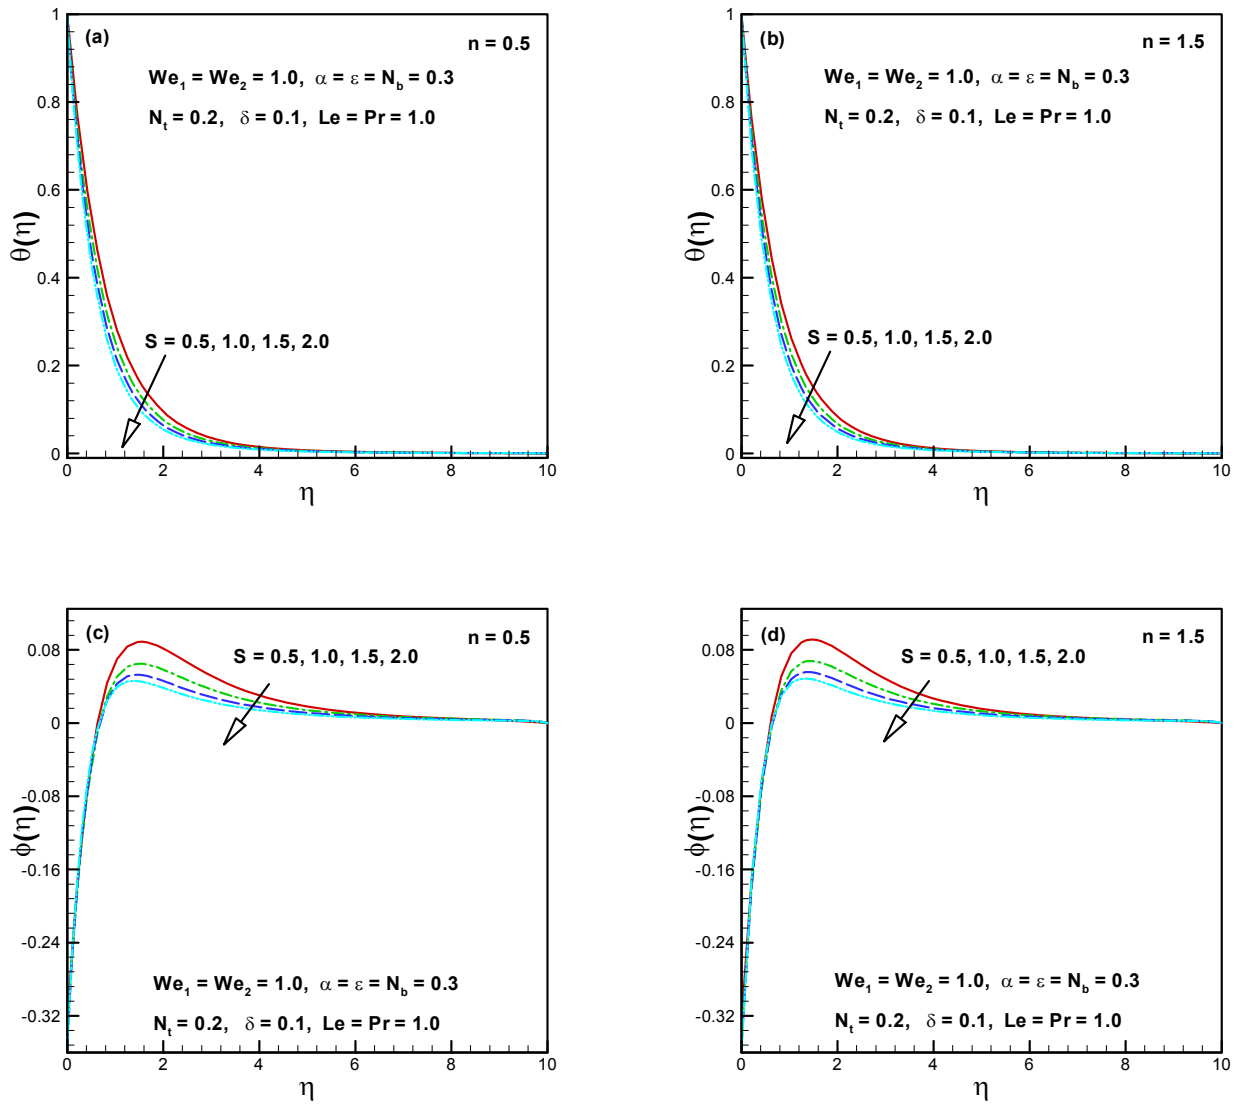 (a)
n = 0.5
We1 = We2 = 1.0, α = ε = Nb = 0.3
Nt = 0.2, δ = 0.1, Le = Pr = 1.0
S = 0.5, 1.0, 1.5, 2.0
θ(η)
1
0.8
0.6
0.4
0.2
0
0 2 4 6 8 10
η
(b)
n = 1.5
We1 = We2 = 1.0, α = ε = Nb = 0.3
Nt = 0.2, δ = 0.1, Le = Pr = 1.0
S = 0.5, 1.0, 1.5, 2.0
θ(η)
1
0.8
0.6
0.4
0.2
0
0 2 4 6 8 10
η
(c)
n = 0.5
S = 0.5, 1.0, 1.5, 2.0
ϕ(η)
0.08
0
-0.08
-0.16
-0.24
-0.32
We1 = We2 = 1.0, α = ε = Nb = 0.3
Nt = 0.2, δ = 0.1, Le = Pr = 1.0
0 2 4 6 8 10
η
(d)
n = 1.5
S = 0.5, 1.0, 1.5, 2.0
ϕ(η)
0.08
0
-0.08
-0.16
-0.24
-0.32
We1 = We2 = 1.0, α = ε = Nb = 0.3
Nt = 0.2, δ = 0.1, Le = Pr = 1.0
0 2 4 6 8 10
η